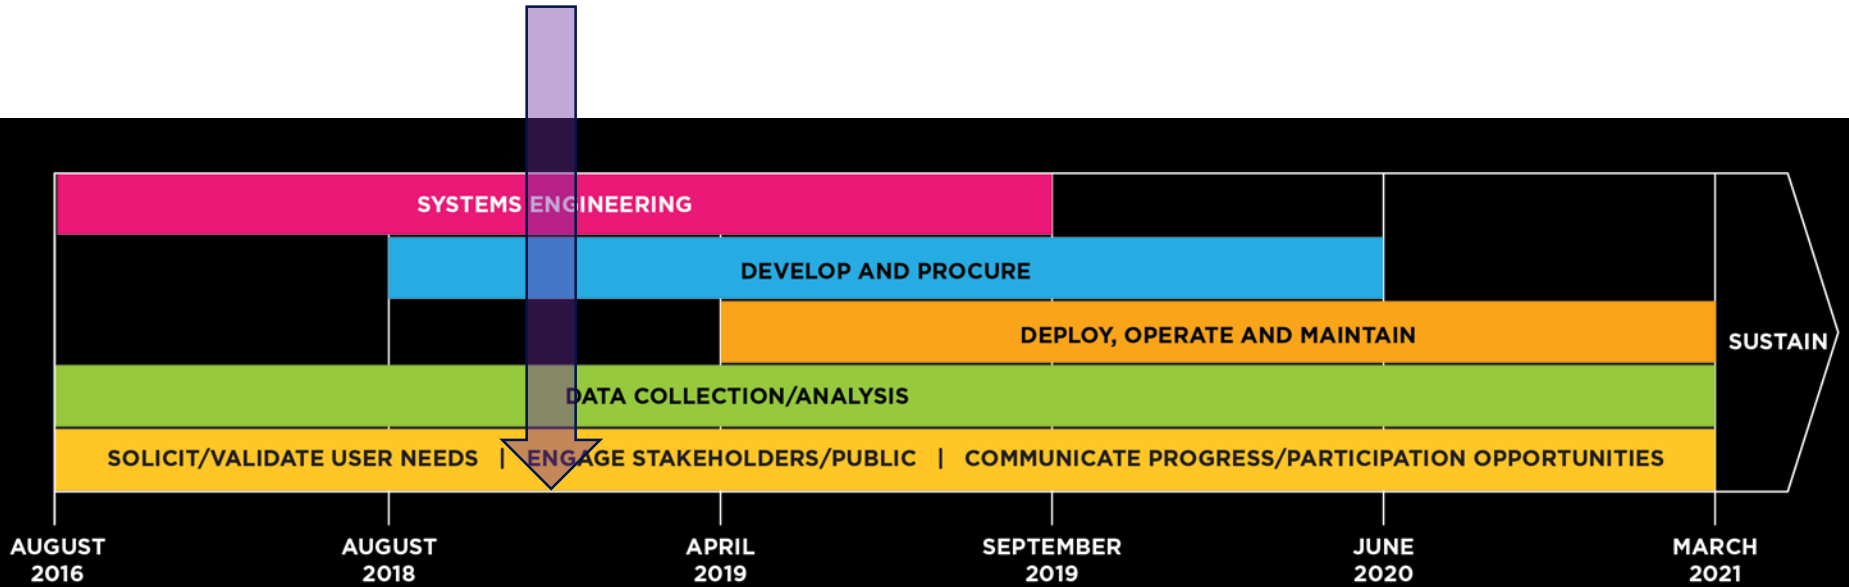 SYSTEMS ENGINEERING
DEVELOP AND PROCURE
DEPLOY, OPERATE AND MAINTAIN
SUSTAIN
DATA COLLECTION/ANALYSIS
SOLICIT/VALIDATE USER NEEDS | ENGAGE STAKEHOLDERS/PUBLIC | COMMUNICATE PROGRESS/PARTICIPATION OPPORTUNITIES
AUGUST
2016
AUGUST
2018
APRIL
2019
SEPTEMBER
2019
JUNE
2020
MARCH
2021